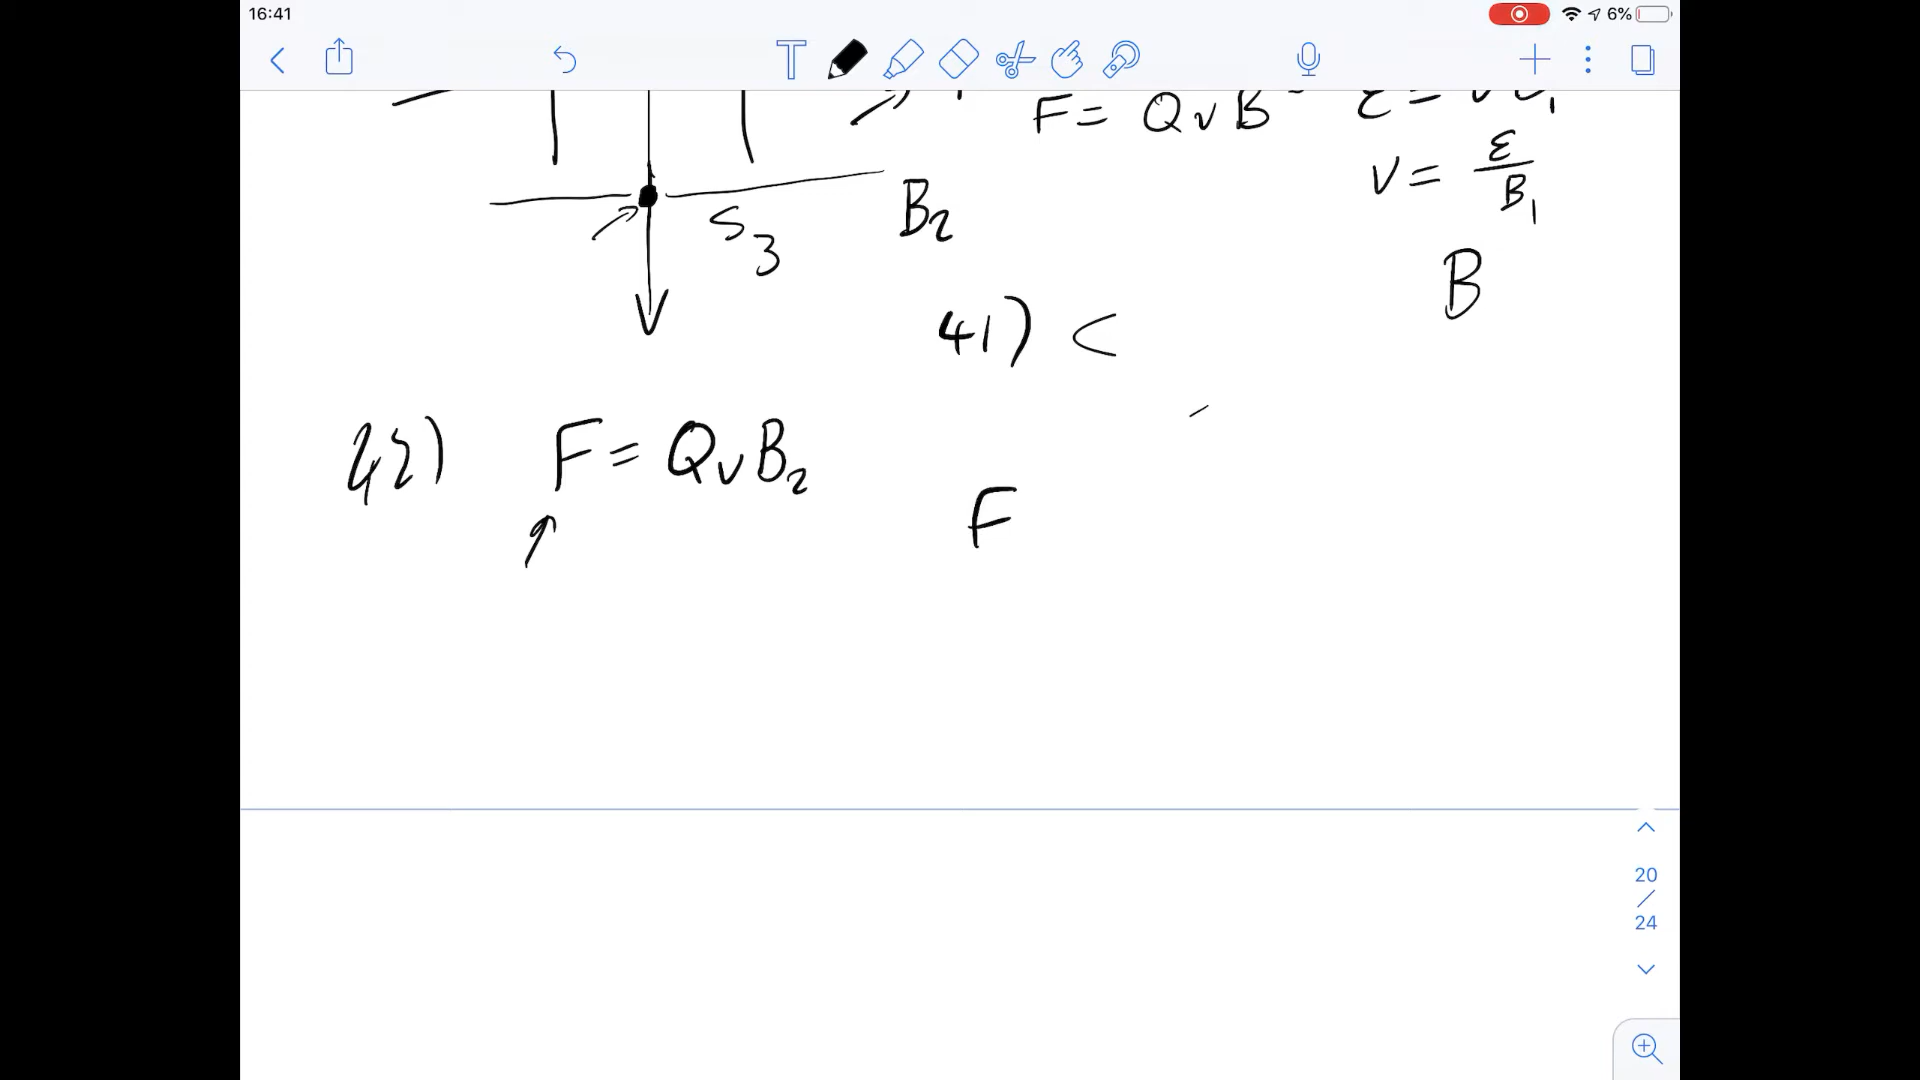 16:41
6%
T
F = QvB
v = ε / B₁
B₂
S₃
B
41) C
42) F = QvB₂
F
20
/
24